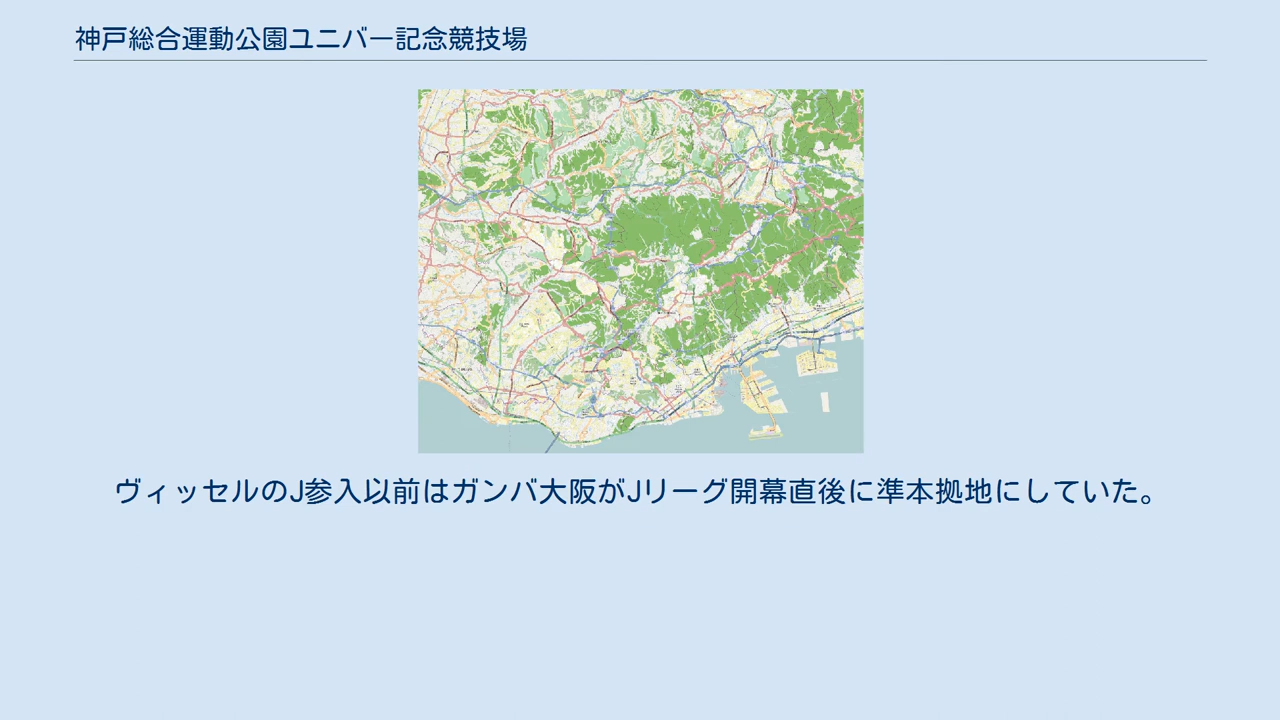 神戸総合運動公園ユニバー記念競技場
ヴィッセルのJ参入以前はガンバ大阪がJリーグ開幕直後に準本拠地にしていた。